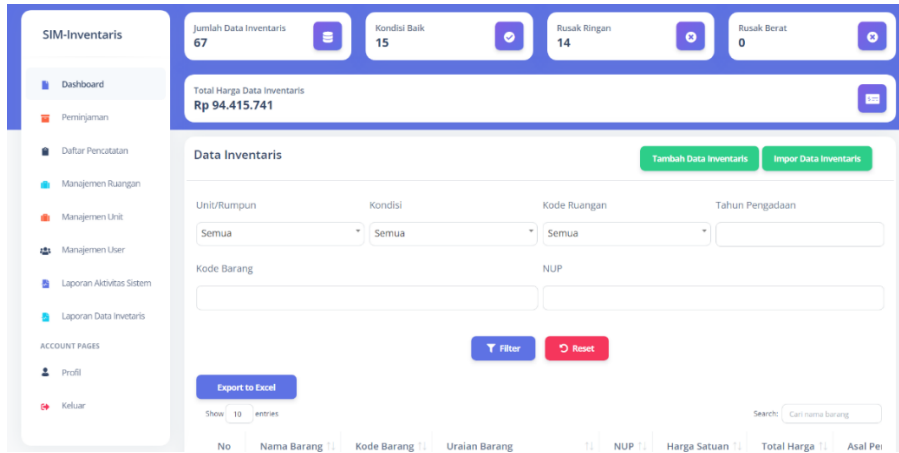 SIM-Inventaris
Dashboard
Peminjaman
Daftar Pencatatan
Manajemen Ruangan
Manajemen Unit
Manajemen User
Laporan Aktivitas Sistem
Laporan Data Invetaris
ACCOUNT PAGES
Profil
Keluar
Jumlah Data Inventaris
67
Kondisi Baik
15
Rusak Ringan
14
Rusak Berat
0
Total Harga Data Inventaris
Rp 94.415.741
Data Inventaris
Tambah Data Inventaris
Impor Data Inventaris
Unit/Rumpun Kondisi Kode Ruangan Tahun Pengadaan
Semua Semua Semua
Kode Barang NUP
Filter Reset
Export to Excel
Show 10 entries Search: Cari nama barang
No Nama Barang Kode Barang Uraian Barang NUP Harga Satuan Total Harga Asal Per